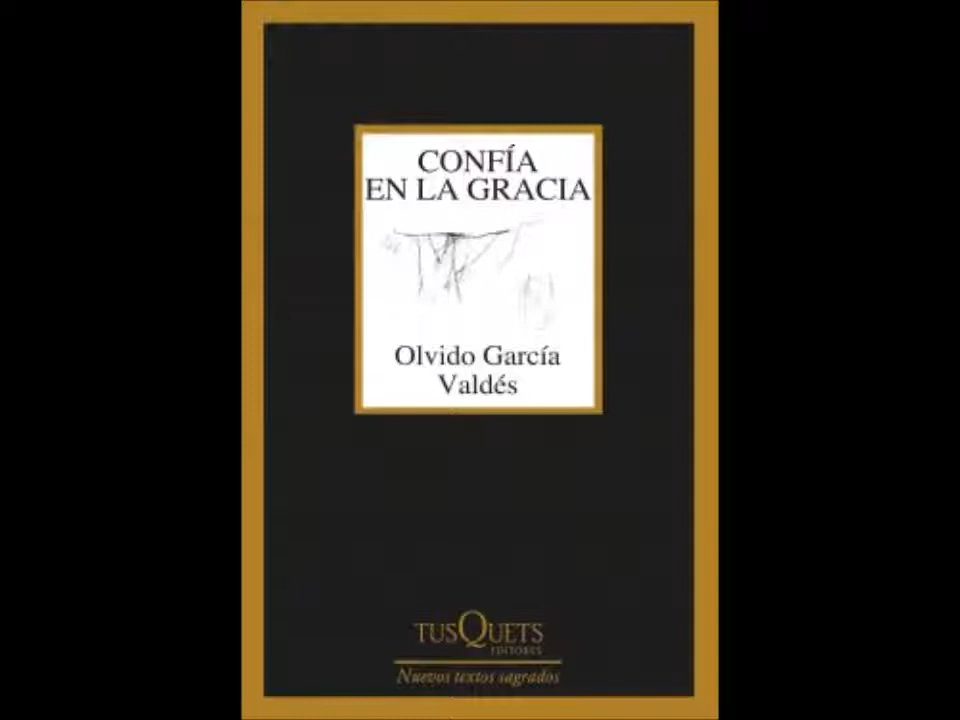 CONFÍA
EN LA GRACIA
Olvido García
Valdés
TUSQUETS
EDITORES
Nuevos textos sagrados